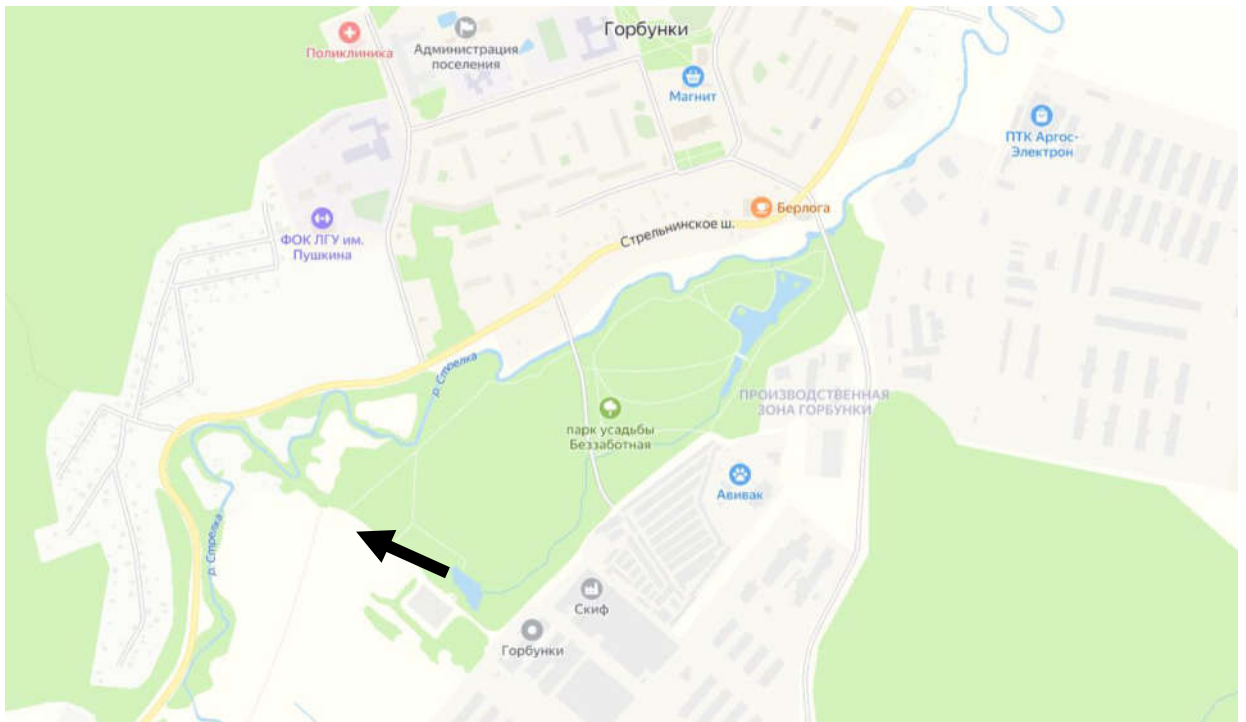 Горбунки
Поликлиника
Администрация
поселения
Магнит
ПТК Аргос-
Электрон
Берлога
Стрельнинское ш.
ФОК ЛГУ им.
Пушкина
р. Стрелка
ПРОИЗВОДСТВЕННАЯ
ЗОНА ГОРБУНКИ
парк усадьбы
Беззаботная
Авивак
р. Стрелка
Скиф
Горбунки